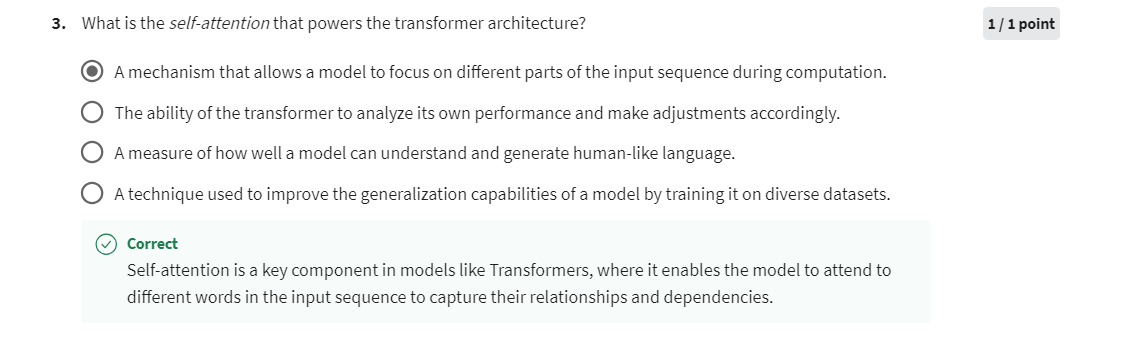 3. What is the self-attention that powers the transformer architecture?
1 / 1 point
A mechanism that allows a model to focus on different parts of the input sequence during computation.
The ability of the transformer to analyze its own performance and make adjustments accordingly.
A measure of how well a model can understand and generate human-like language.
A technique used to improve the generalization capabilities of a model by training it on diverse datasets.
Correct
Self-attention is a key component in models like Transformers, where it enables the model to attend to
different words in the input sequence to capture their relationships and dependencies.